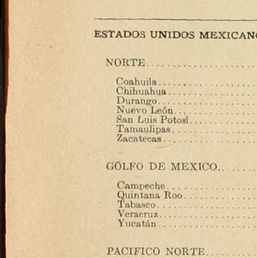 ESTADOS UNIDOS MEXICANO
NORTE
Coahuila
Chihuahua
Durango
Nuevo León
San Luis Potosí
Tamaulipas
Zacatecas
GOLFO DE MEXICO
Campeche
Quintana Roo
Tabasco
Veracruz
Yucatán
PACIFICO NORTE